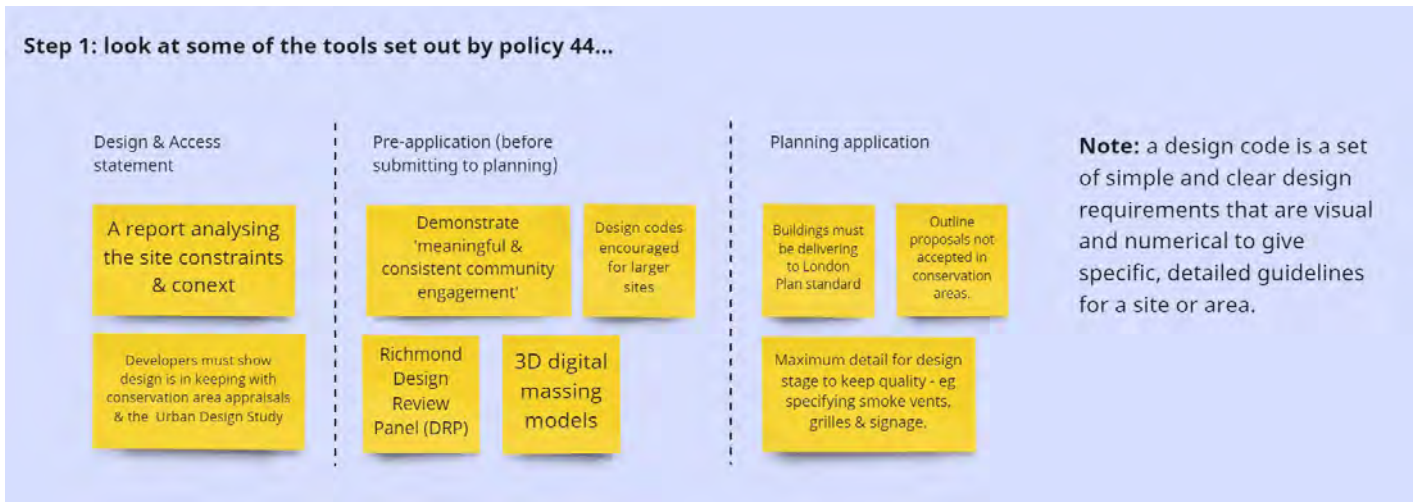 Step 1: look at some of the tools set out by policy 44...
Design & Access
statement
A report analysing
the site constraints
& conext
Developers must show
design is in keeping with
conservation area appraisals
& the Urban Design Study
Pre-application (before
submitting to planning)
Demonstrate
'meaningful &
consistent community
engagement'
Design codes
encouraged
for larger
sites
Richmond
Design
Review
Panel (DRP)
3D digital
massing
models
Planning application
Buildings must
be delivering
to London
Plan standard
Outline
proposals not
accepted in
conservation
areas.
Maximum detail for design
stage to keep quality - eg
specifying smoke vents,
grilles & signage.
Note: a design code is a set
of simple and clear design
requirements that are visual
and numerical to give
specific, detailed guidelines
for a site or area.